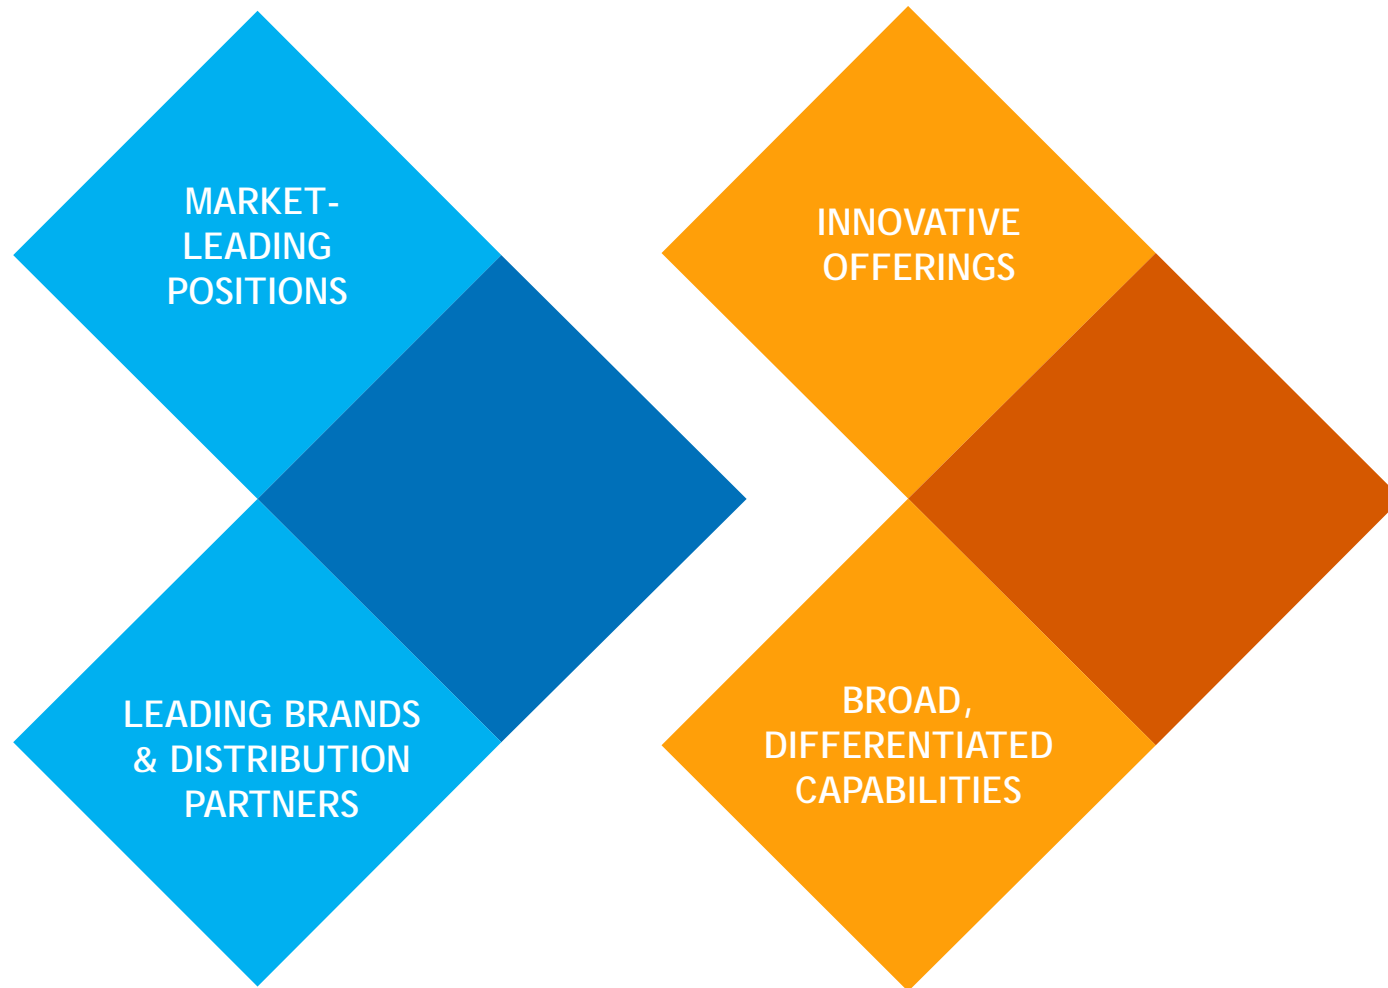 MARKET-
LEADING
POSITIONS
INNOVATIVE
OFFERINGS
LEADING BRANDS
& DISTRIBUTION
PARTNERS
BROAD,
DIFFERENTIATED
CAPABILITIES